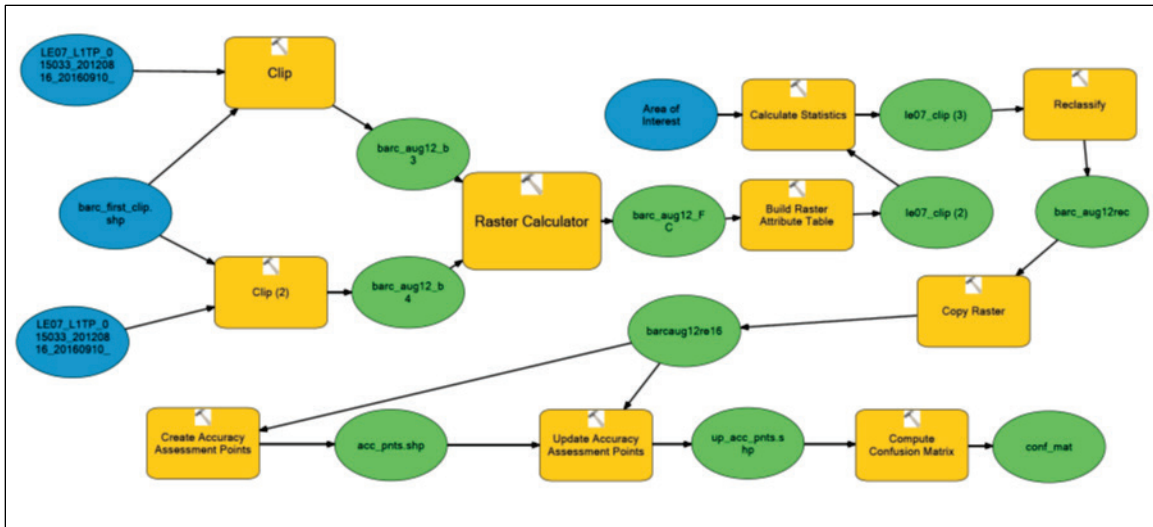 LE07_L1TP_0
15033_201208
16_20160910_
Clip
barc_aug12_b
3
barc_first_clip.
shp
Clip (2)
barc_aug12_b
4
LE07_L1TP_0
15033_201208
16_20160910_
Raster Calculator
barc_aug12_F
C
Build Raster
Attribute Table
le07_clip (2)
Area of
Interest
Calculate Statistics
le07_clip (3)
Reclassify
barc_aug12rec
Copy Raster
barcaug12re16
Create Accuracy
Assessment Points
acc_pnts.shp
Update Accuracy
Assessment Points
up_acc_pnts.s
hp
Compute
Confusion Matrix
conf_mat